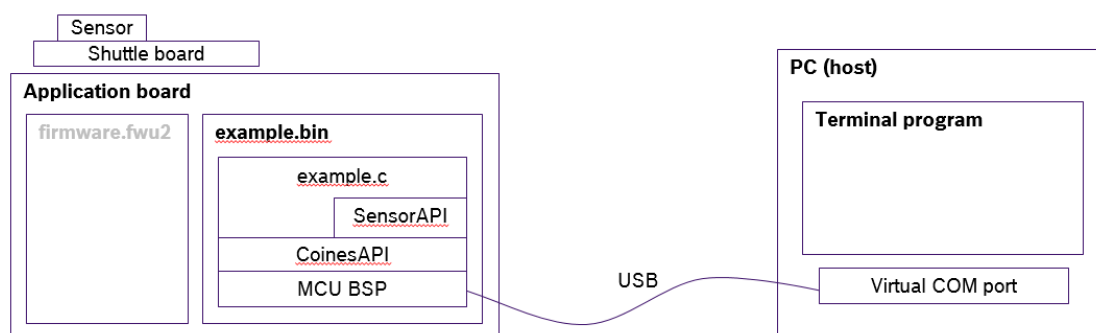 Sensor
Shuttle board
Application board
firmware.fwu2
example.bin
example.c
SensorAPI
CoinesAPI
MCU BSP
USB
PC (host)
Terminal program
Virtual COM port